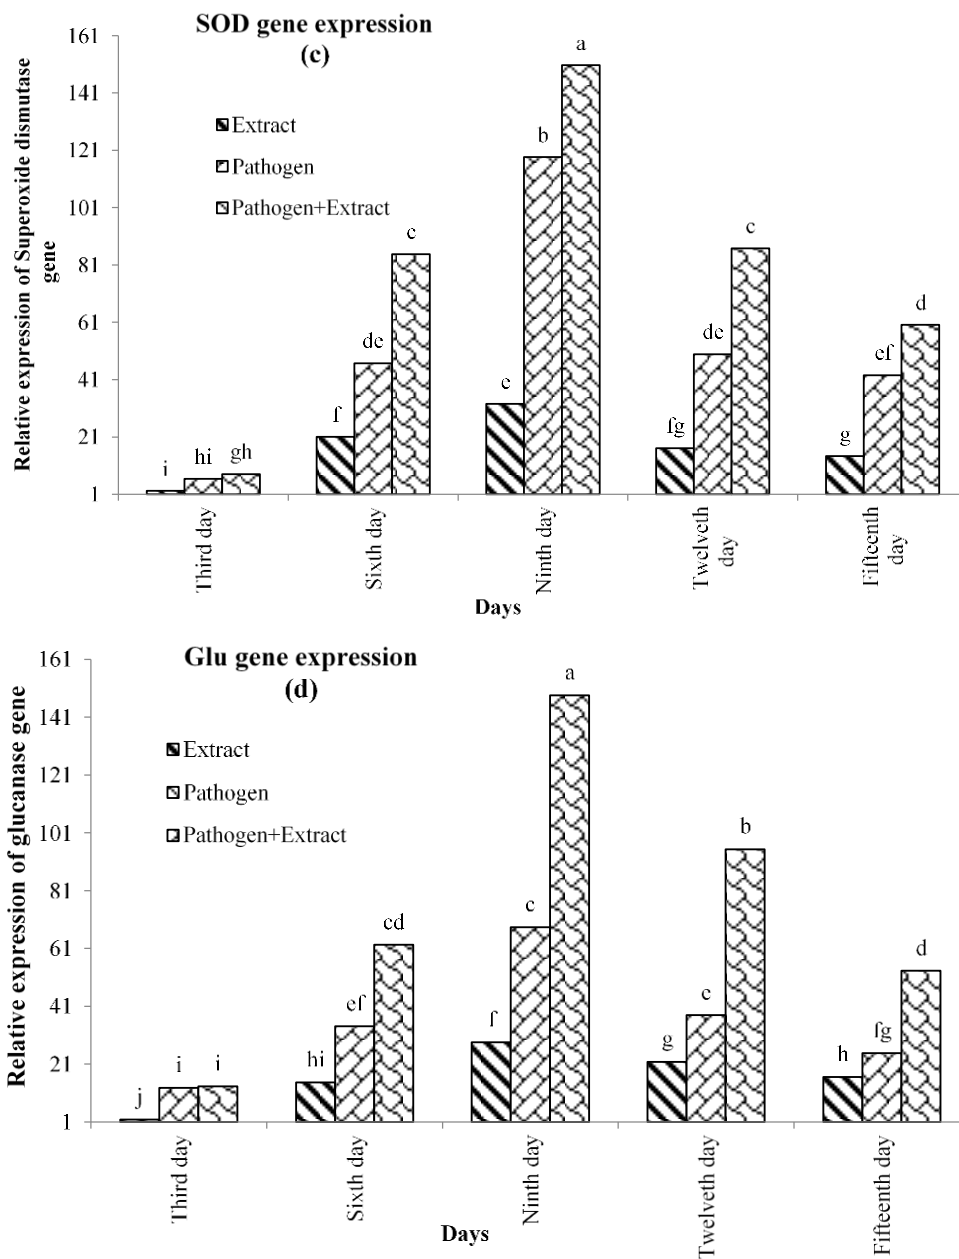 SOD gene expression
(c)
Relative expression of Superoxide dismutase
gene
161
141
121
101
81
61
41
21
1
Extract
Pathogen
Pathogen+Extract
i
hi
gh
f
de
c
e
b
a
fg
de
c
g
ef
d
Third day
Sixth day
Ninth day
Twelveth
day
Fifteenth
day
Days
Glu gene expression
(d)
Relative expression of glucanase gene
161
141
121
101
81
61
41
21
1
Extract
Pathogen
Pathogen+Extract
j
i
i
hi
ef
cd
f
c
a
g
e
b
h
fg
d
Third day
Sixth day
Ninth day
Twelveth day
Fifteenth day
Days